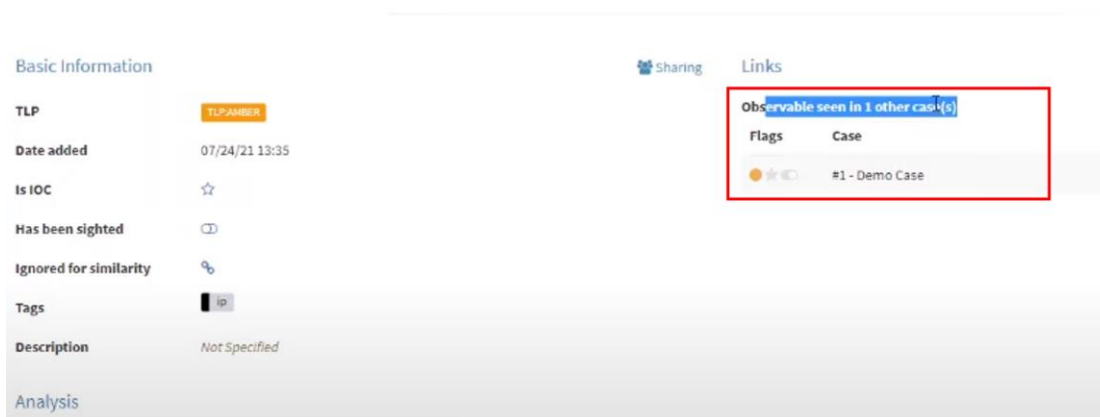 Basic Information
Sharing
TLP
TLP:AMBER
Date added
07/24/21 13:35
Is IOC
Has been sighted
Ignored for similarity
Tags
ip
Description
Not Specified
Analysis
Links
Observable seen in 1 other case(s)
Flags Case
#1 - Demo Case